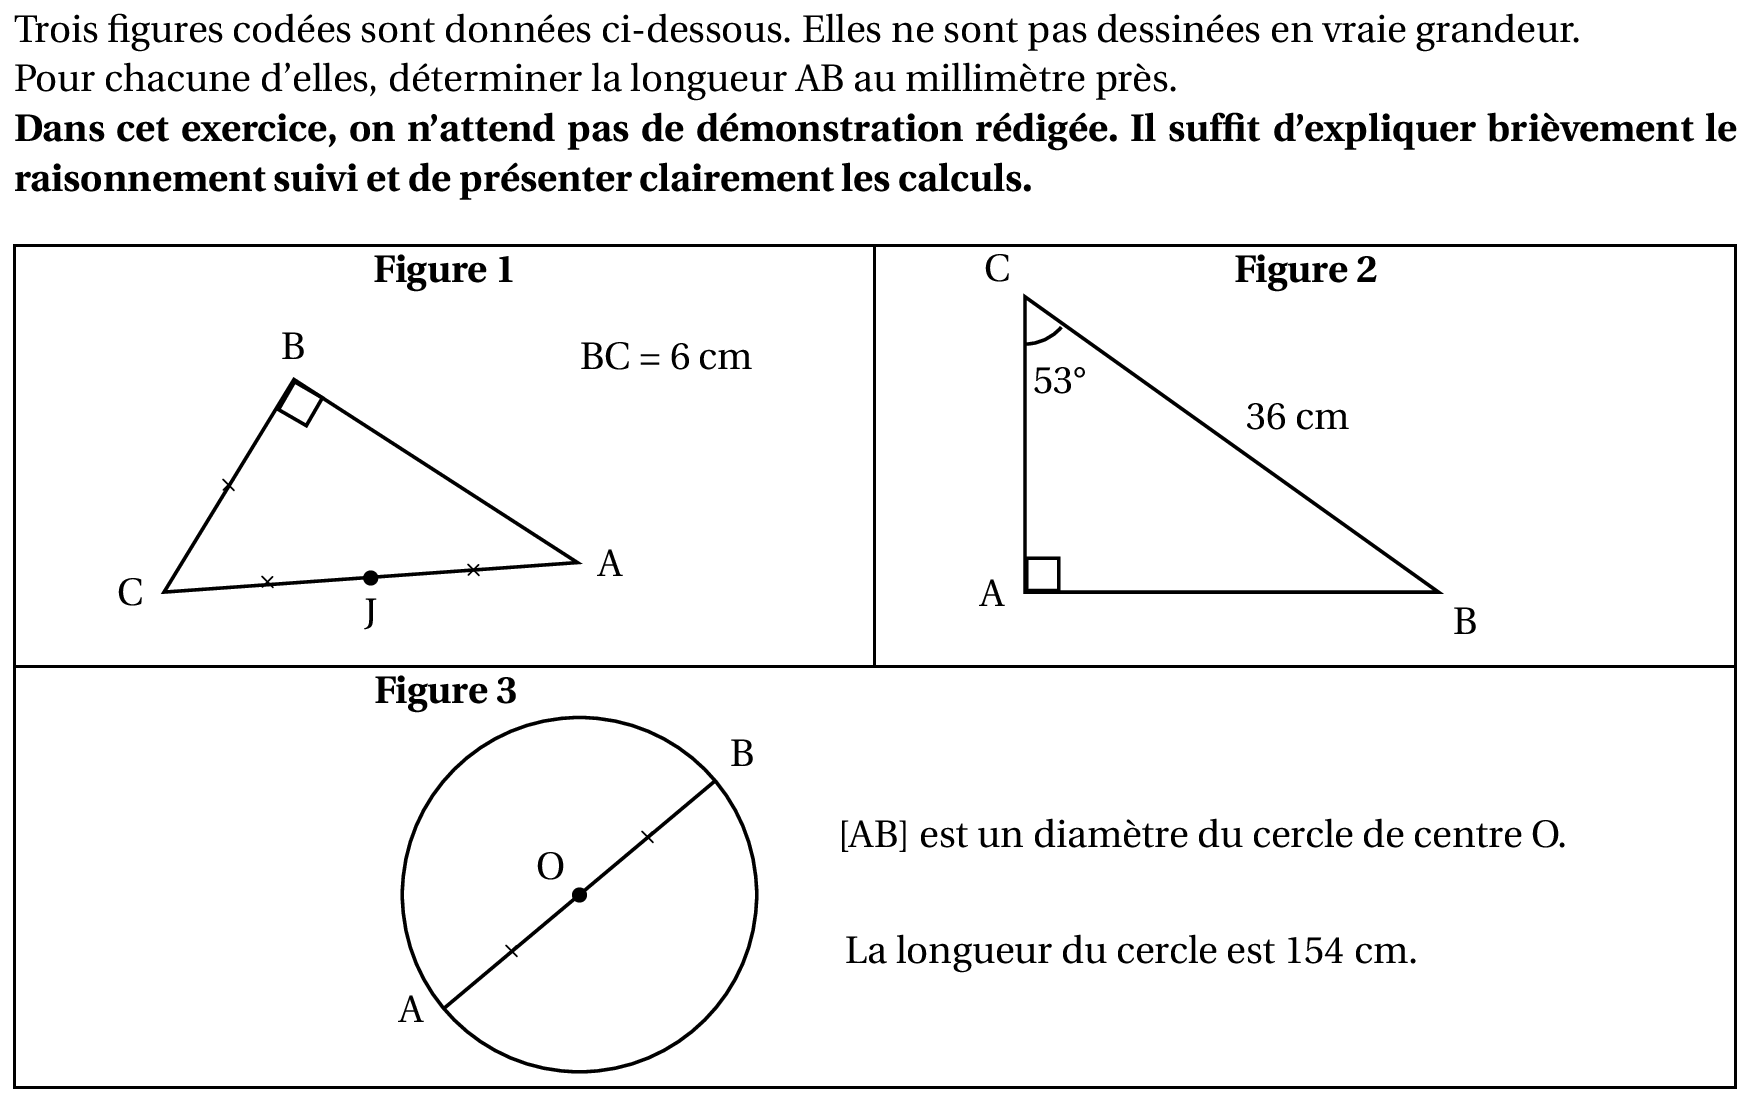 Trois figures codées sont données ci-dessous. Elles ne sont pas dessinées en vraie grandeur.
Pour chacune d’elles, déterminer la longueur AB au millimètre près.
Dans cet exercice, on n’attend pas de démonstration rédigée. Il suffit d’expliquer brièvement le
raisonnement suivi et de présenter clairement les calculs.
Figure 1
B
BC = 6 cm
C
J
A
Figure 2
C
53°
36 cm
A
B
Figure 3
B
O
A
[AB] est un diamètre du cercle de centre O.
La longueur du cercle est 154 cm.